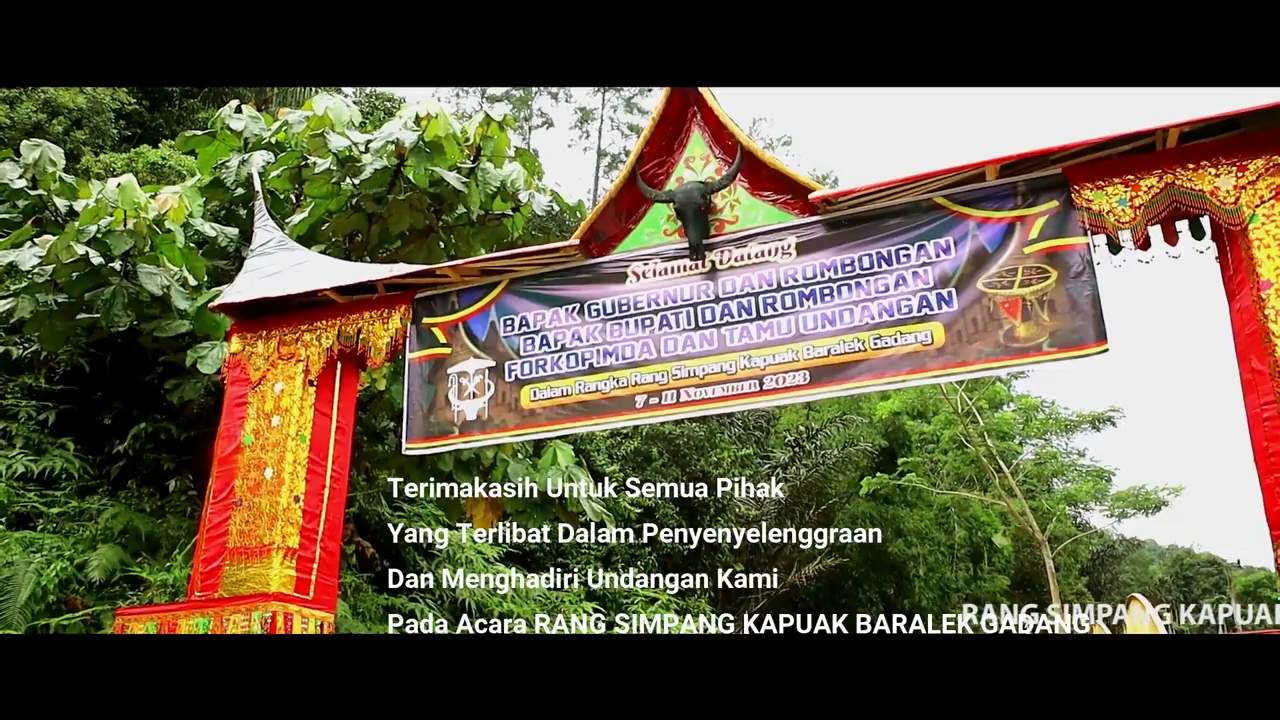 Selamat Datang
BAPAK GUBERNUR DAN ROMBONGAN
BAPAK BUPATI DAN ROMBONGAN
FORKOPIMDA DAN TAMU UNDANGAN
Dalam Rangka Rang Simpang Kapuak Baralek Gadang
7 - 11 NOVEMBER 2023
Terimakasih Untuk Semua Pihak
Yang Terlibat Dalam Penyenyelenggraan
Dan Menghadiri Undangan Kami
Pada Acara RANG SIMPANG KAPUAK BARALEK GADANG
RANG SIMPANG KAPUA